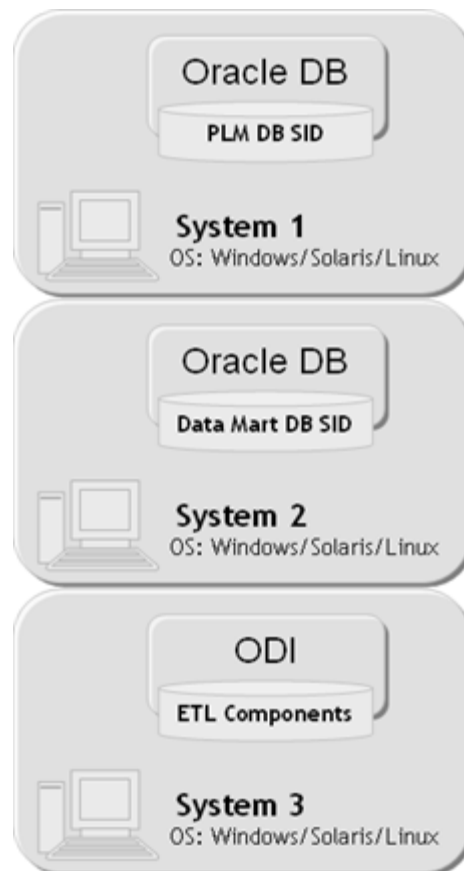 Oracle DB
PLM DB SID
System 1
OS: Windows/Solaris/Linux
Oracle DB
Data Mart DB SID
System 2
OS: Windows/Solaris/Linux
ODI
ETL Components
System 3
OS: Windows/Solaris/Linux